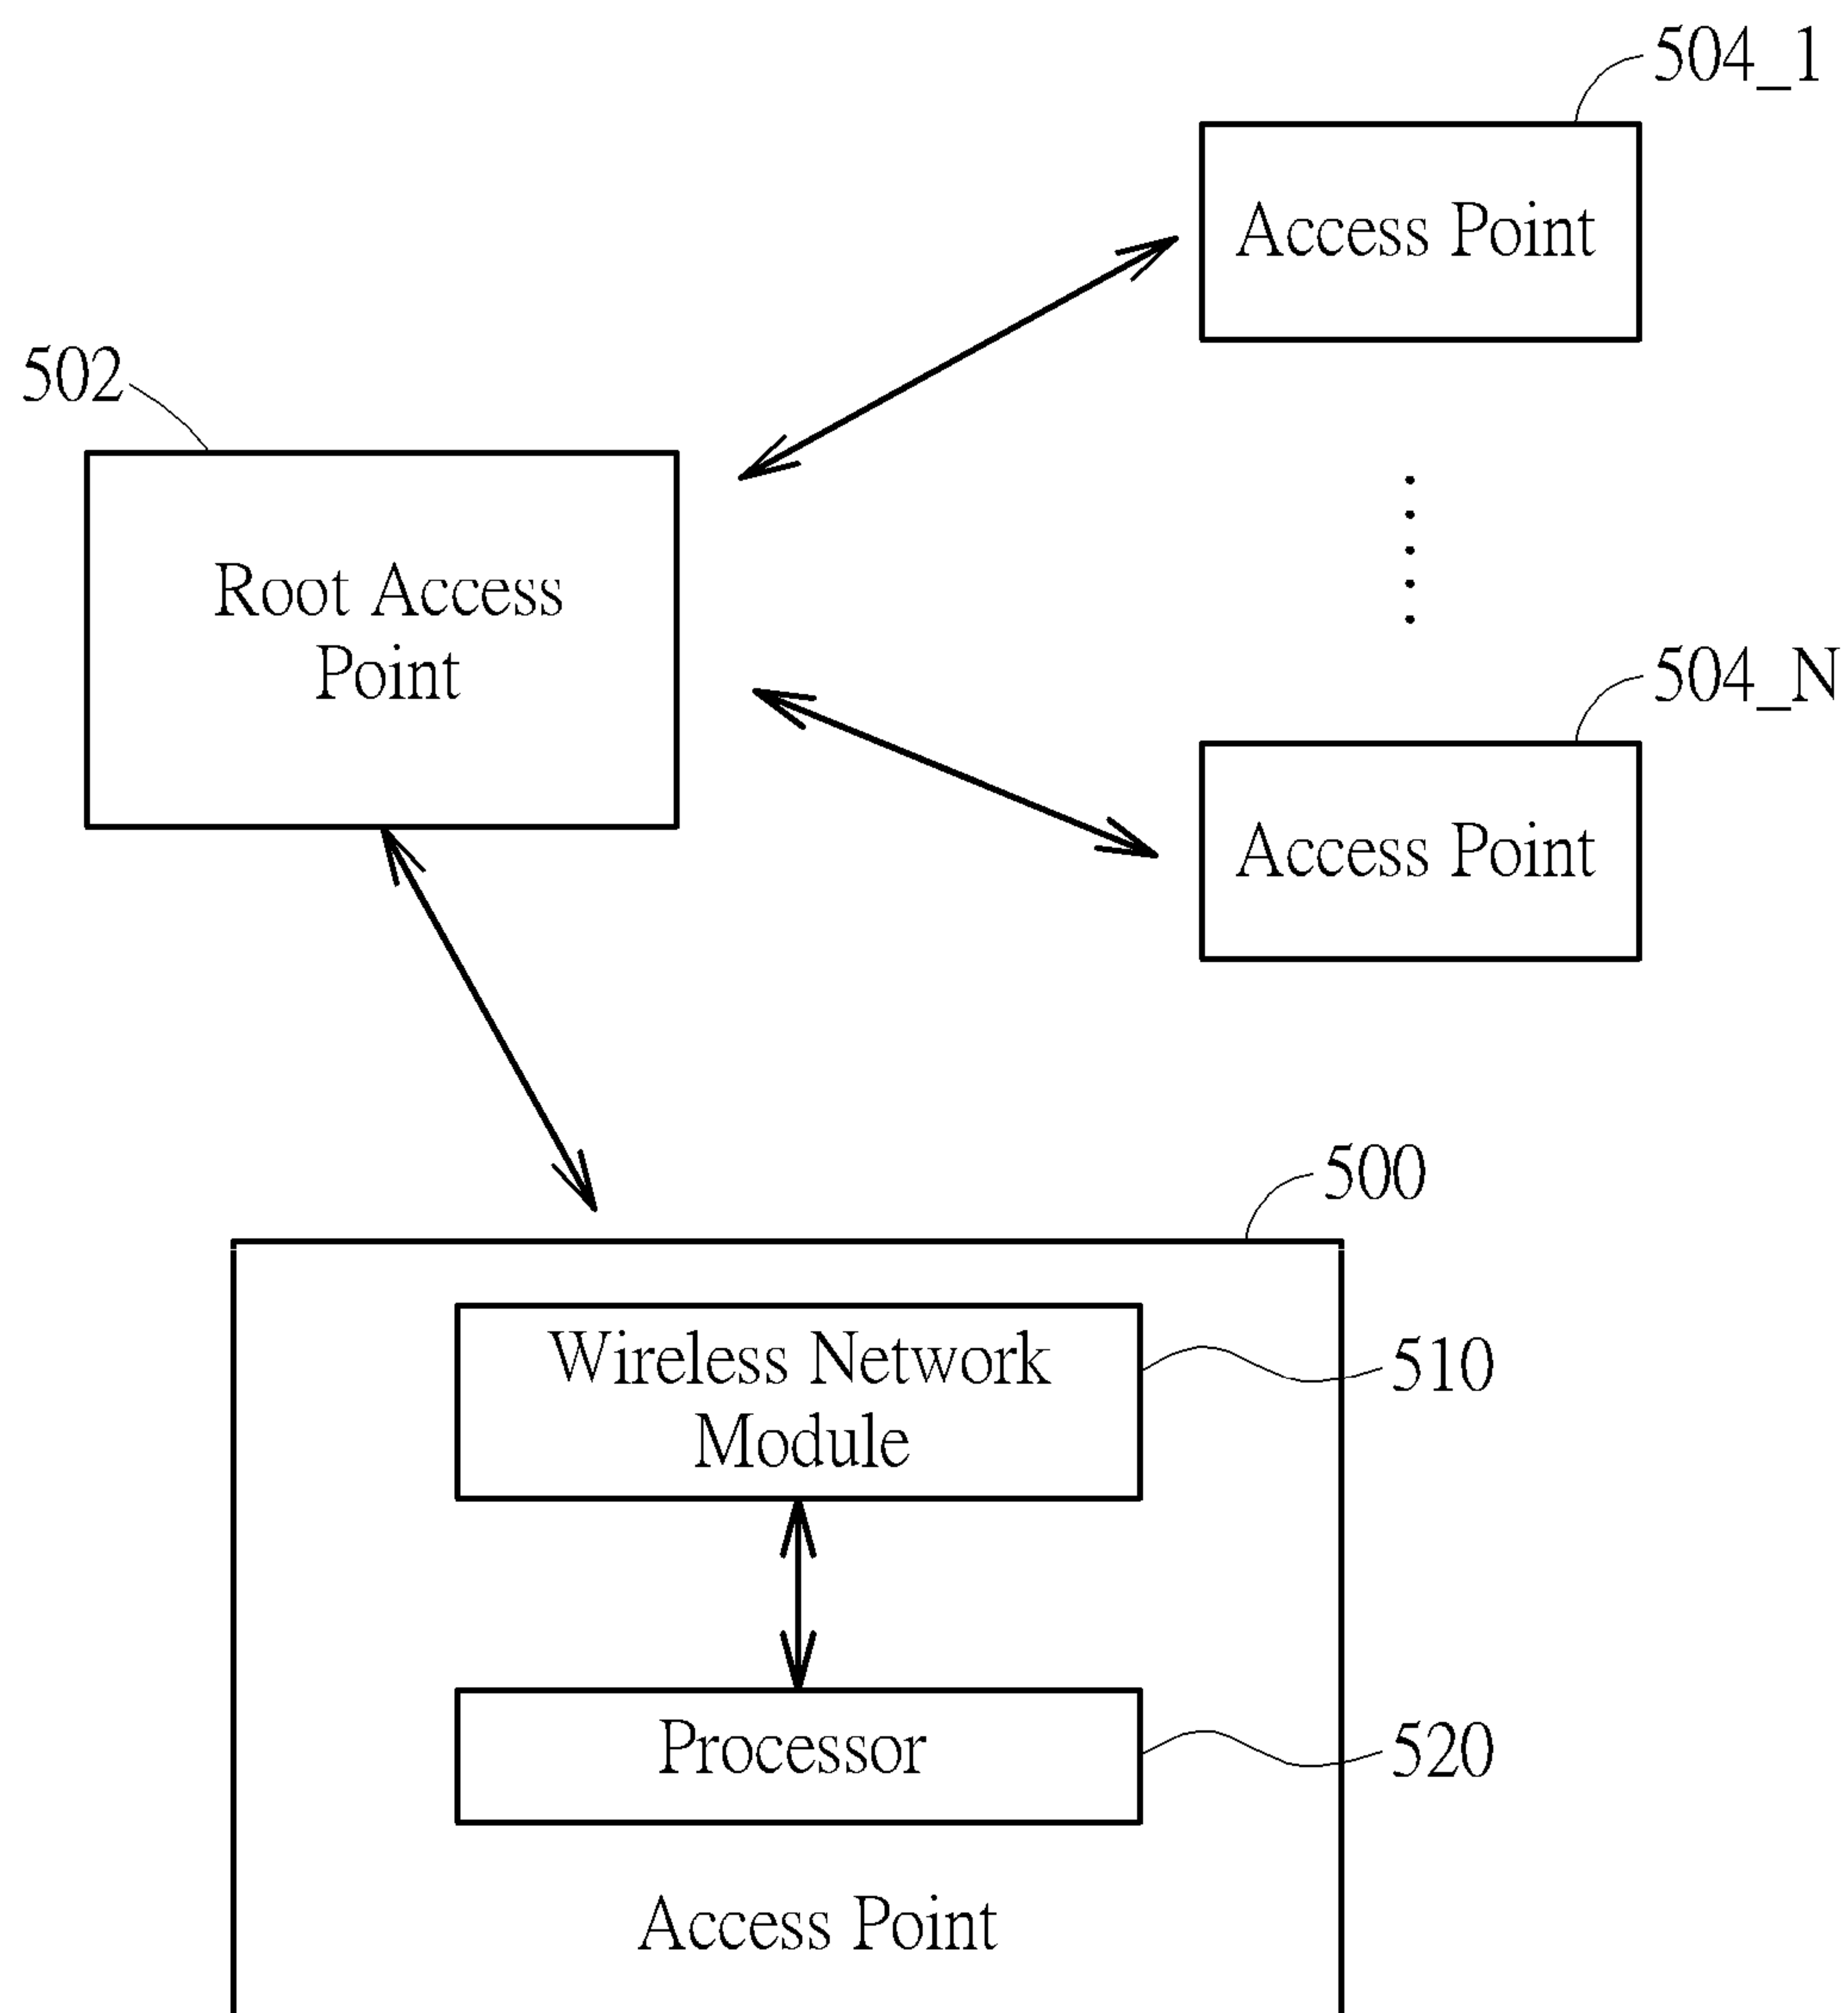 504_1
Access Point
502
Root Access
Point
504_N
Access Point
500
Wireless Network
Module
510
Processor
520
Access Point